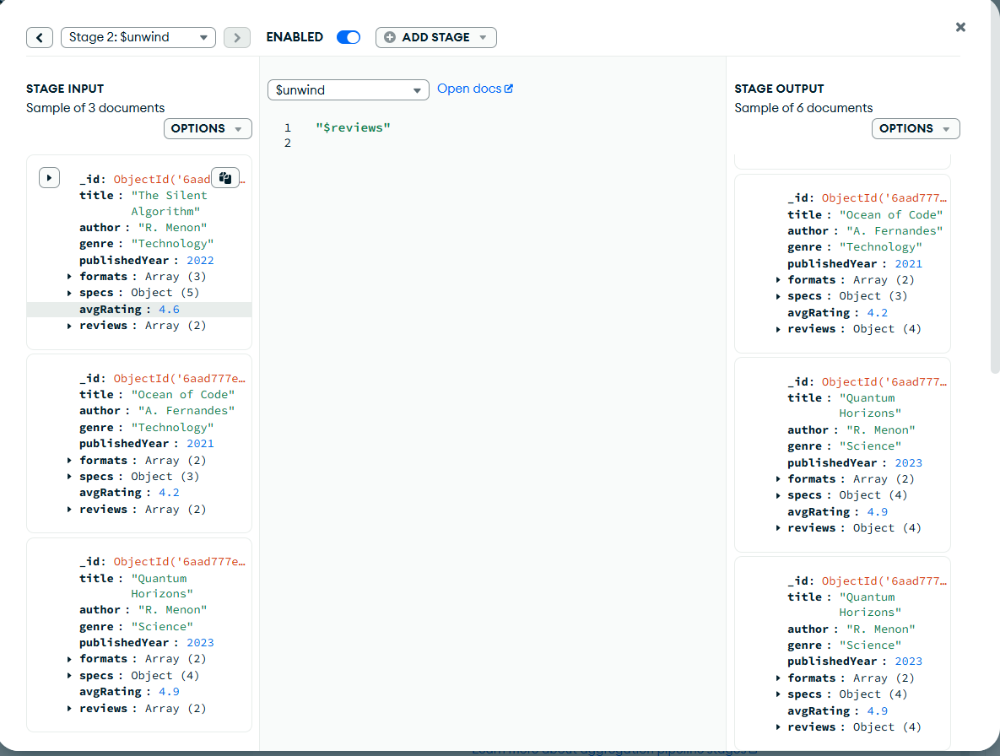 Stage 2: $unwind
ENABLED
ADD STAGE
STAGE INPUT
Sample of 3 documents
OPTIONS
_id: ObjectId('6aad…
title : "The Silent
Algorithm"
author : "R. Menon"
genre : "Technology"
publishedYear : 2022
formats : Array (3)
specs : Object (5)
avgRating : 4.6
reviews : Array (2)
_id: ObjectId('6aad777e…
title : "Ocean of Code"
author : "A. Fernandes"
genre : "Technology"
publishedYear : 2021
formats : Array (2)
specs : Object (3)
avgRating : 4.2
reviews : Array (2)
_id: ObjectId('6aad777e…
title : "Quantum
Horizons"
author : "R. Menon"
genre : "Science"
publishedYear : 2023
formats : Array (2)
specs : Object (4)
avgRating : 4.9
reviews : Array (2)
$unwind
Open docs
1 "$reviews"
2
STAGE OUTPUT
Sample of 6 documents
OPTIONS
_id: ObjectId('6aad777…
title : "Ocean of Code"
author : "A. Fernandes"
genre : "Technology"
publishedYear : 2021
formats : Array (2)
specs : Object (3)
avgRating : 4.2
reviews : Object (4)
_id: ObjectId('6aad777…
title : "Quantum
Horizons"
author : "R. Menon"
genre : "Science"
publishedYear : 2023
formats : Array (2)
specs : Object (4)
avgRating : 4.9
reviews : Object (4)
_id: ObjectId('6aad777…
title : "Quantum
Horizons"
author : "R. Menon"
genre : "Science"
publishedYear : 2023
formats : Array (2)
specs : Object (4)
avgRating : 4.9
reviews : Object (4)
Learn more about aggregation pipeline stages